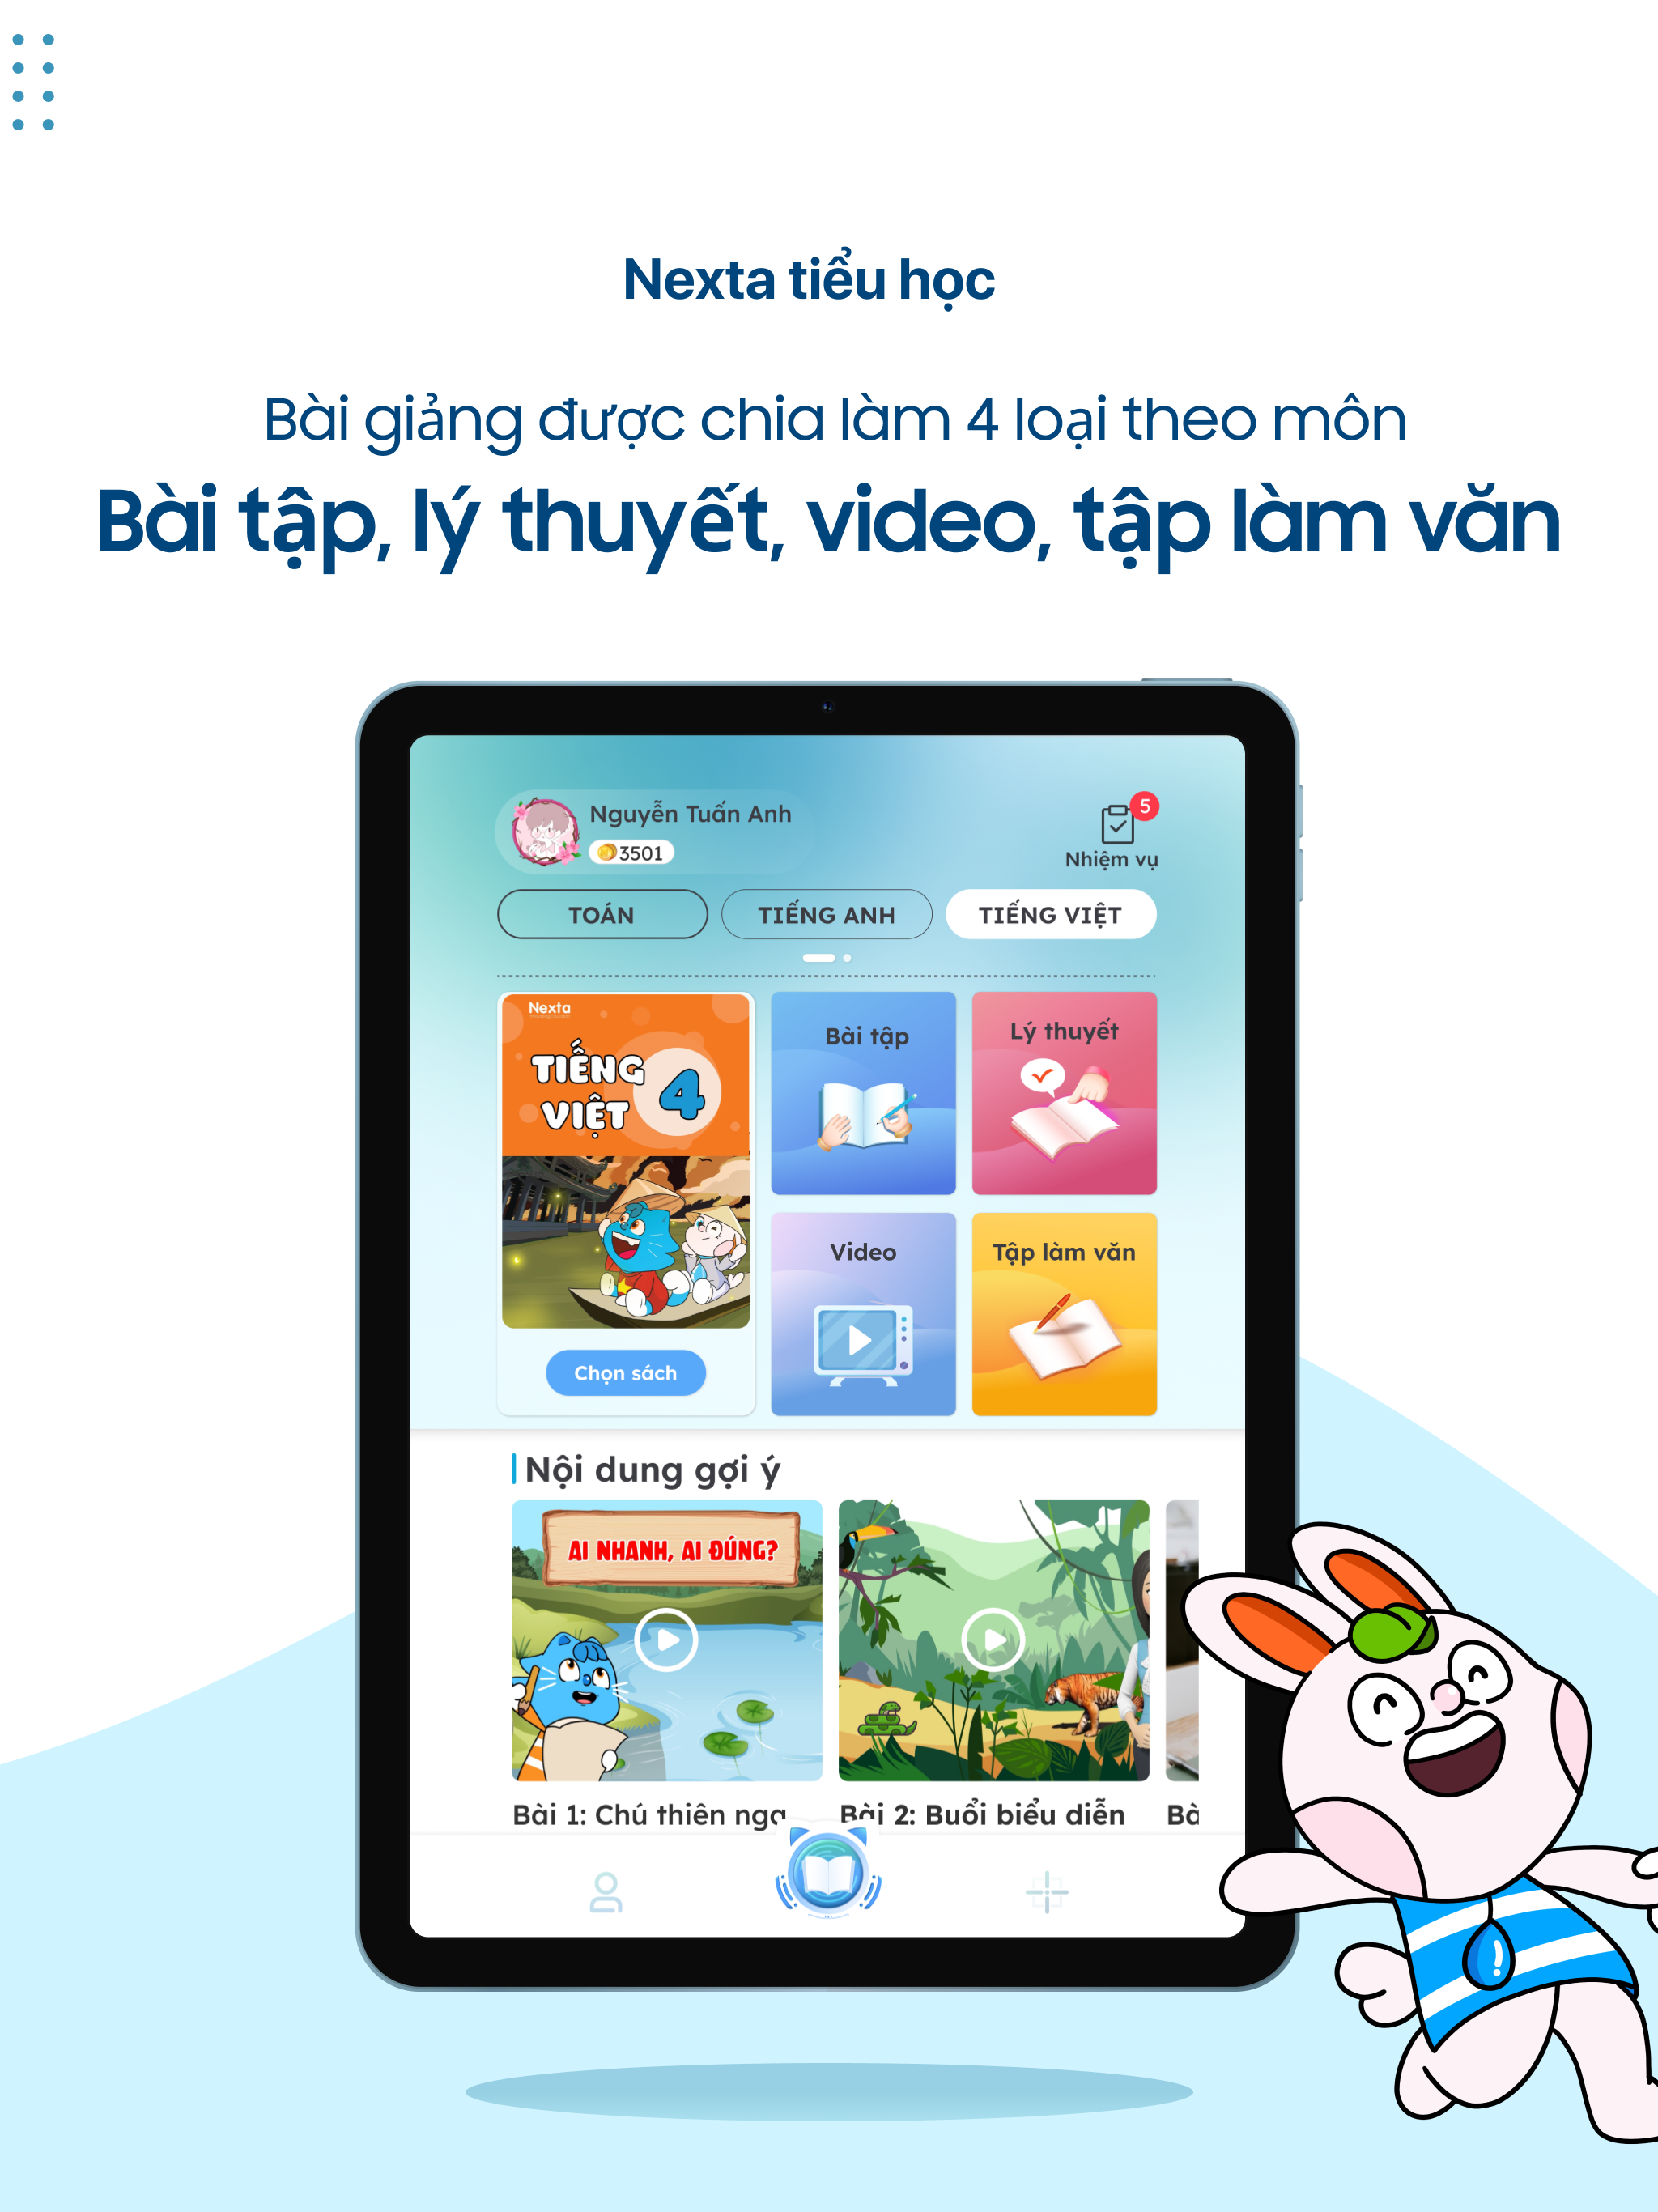 Nexta tiểu học
Bài giảng được chia làm 4 loại theo môn
Bài tập, lý thuyết, video, tập làm văn
Nguyễn Tuấn Anh
3501
5
Nhiệm vụ
TOÁN
TIẾNG ANH
TIẾNG VIỆT
Nexta
TIẾNG
VIỆT
4
Chọn sách
Bài tập
Lý thuyết
Video
Tập làm văn
Nội dung gợi ý
AI NHANH, AI ĐÚNG?
Bài 1: Chú thiên nga
Bài 2: Buổi biểu diễn
Bà